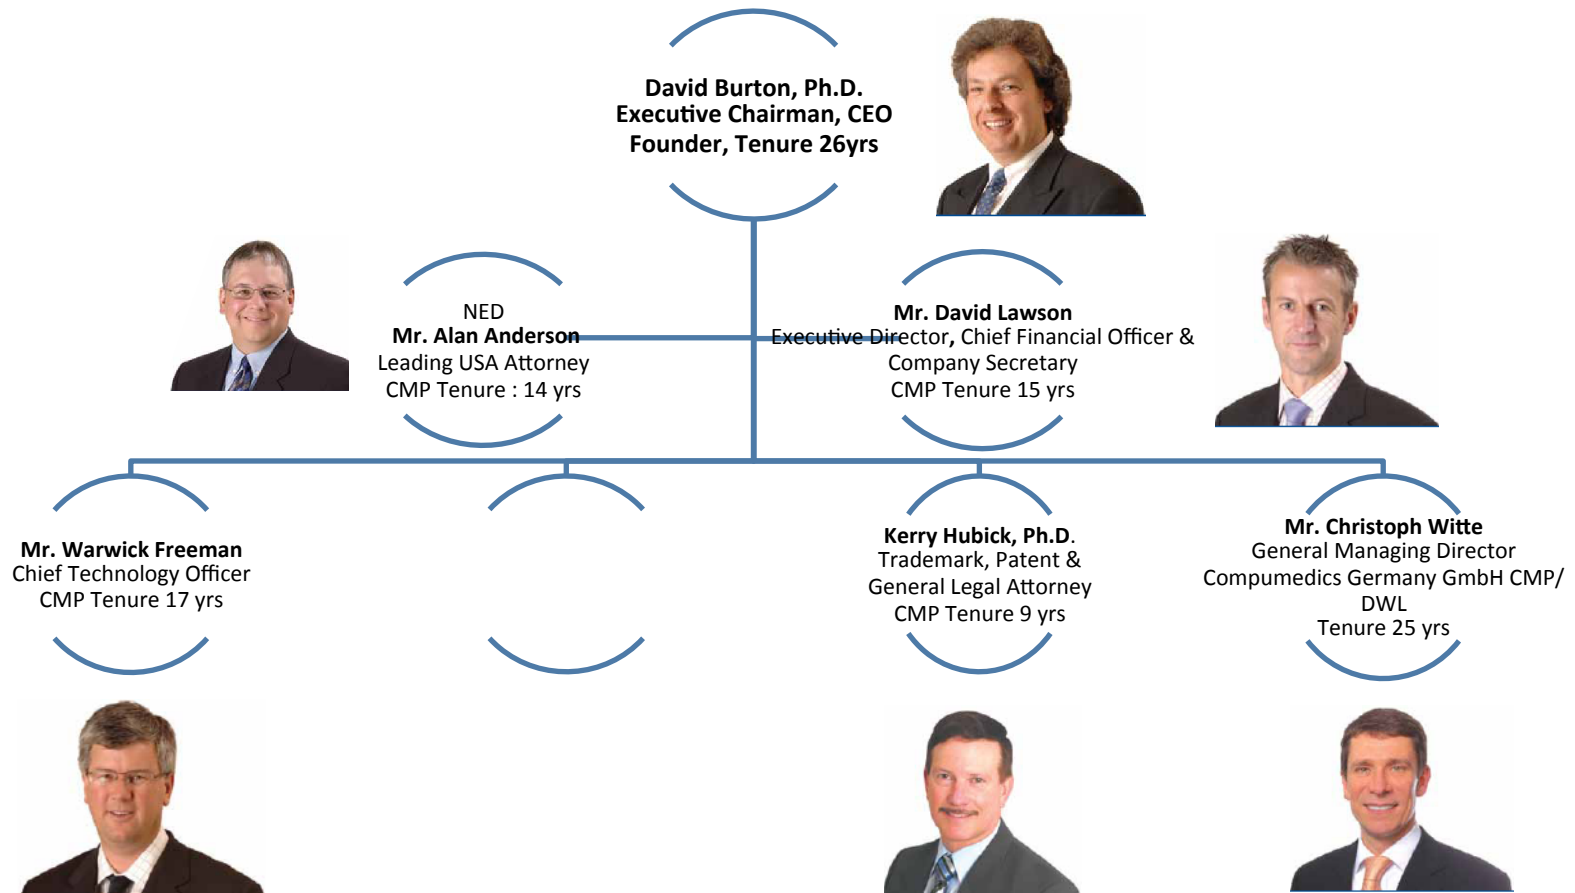 David Burton, Ph.D.
Executive Chairman, CEO
Founder, Tenure 26yrs
NED
Mr. Alan Anderson
Leading USA Attorney
CMP Tenure : 14 yrs
Mr. David Lawson
Executive Director, Chief Financial Officer &
Company Secretary
CMP Tenure 15 yrs
Mr. Warwick Freeman
Chief Technology Officer
CMP Tenure 17 yrs
Kerry Hubick, Ph.D.
Trademark, Patent &
General Legal Attorney
CMP Tenure 9 yrs
Mr. Christoph Witte
General Managing Director
Compumedics Germany GmbH CMP/
DWL
Tenure 25 yrs